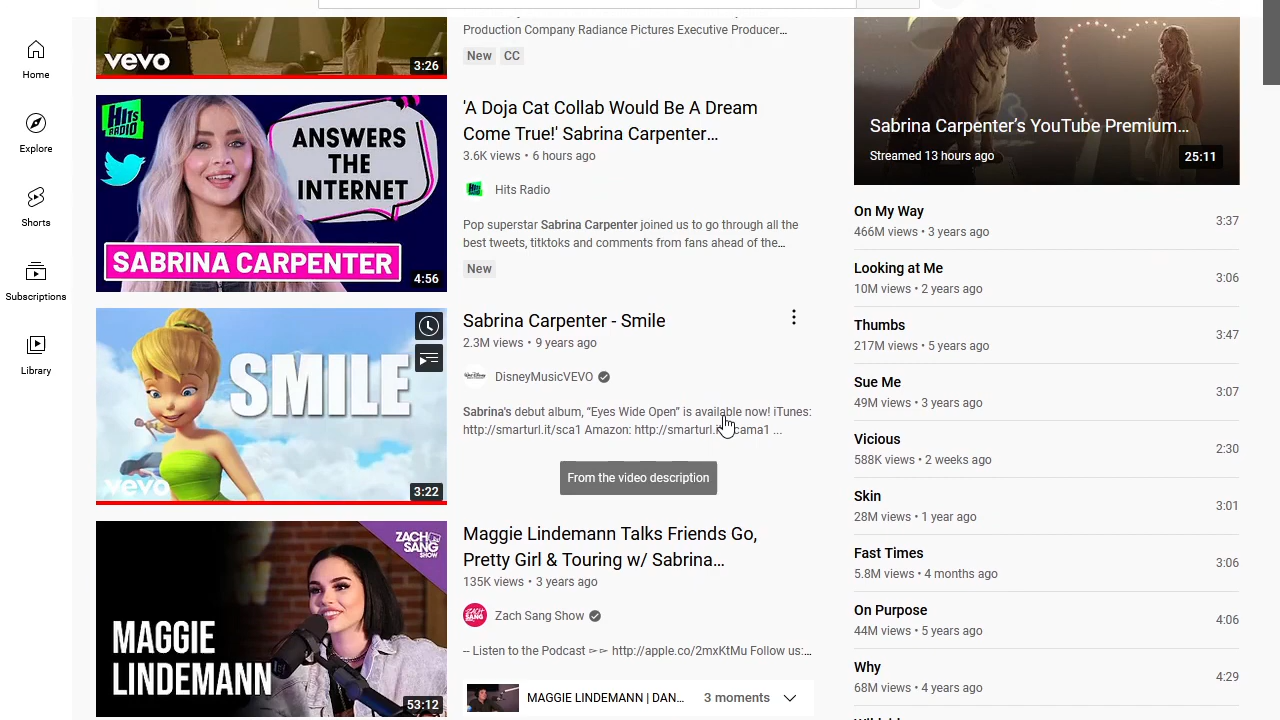 Home
Explore
Shorts
Subscriptions
Library
Production Company Radiance Pictures Executive Producer...
New CC
vevo
3:26
HITS RADIO
ANSWERS
THE
INTERNET
SABRINA CARPENTER
4:56
'A Doja Cat Collab Would Be A Dream
Come True!' Sabrina Carpenter...
3.6K views • 6 hours ago
Hits Radio
Pop superstar Sabrina Carpenter joined us to go through all the
best tweets, titktoks and comments from fans ahead of the...
New
SMILE
vevo
3:22
Sabrina Carpenter - Smile
2.3M views • 9 years ago
DisneyMusicVEVO
Sabrina's debut album, “Eyes Wide Open” is available now! iTunes:
http://smarturl.it/sca1 Amazon: http://smarturl. cama1 ...
From the video description
ZACH
SANG
SHOW
MAGGIE
LINDEMANN
53:12
Maggie Lindemann Talks Friends Go,
Pretty Girl & Touring w/ Sabrina...
135K views • 3 years ago
Zach Sang Show
-- Listen to the Podcast ►► http://apple.co/2mxKtMu Follow us:...
MAGGIE LINDEMANN | DAN... 3 moments
Sabrina Carpenter’s YouTube Premium...
Streamed 13 hours ago
25:11
On My Way
466M views • 3 years ago
3:37
Looking at Me
10M views • 2 years ago
3:06
Thumbs
217M views • 5 years ago
3:47
Sue Me
49M views • 3 years ago
3:07
Vicious
588K views • 2 weeks ago
2:30
Skin
28M views • 1 year ago
3:01
Fast Times
5.8M views • 4 months ago
3:06
On Purpose
44M views • 5 years ago
4:06
Why
68M views • 4 years ago
4:29